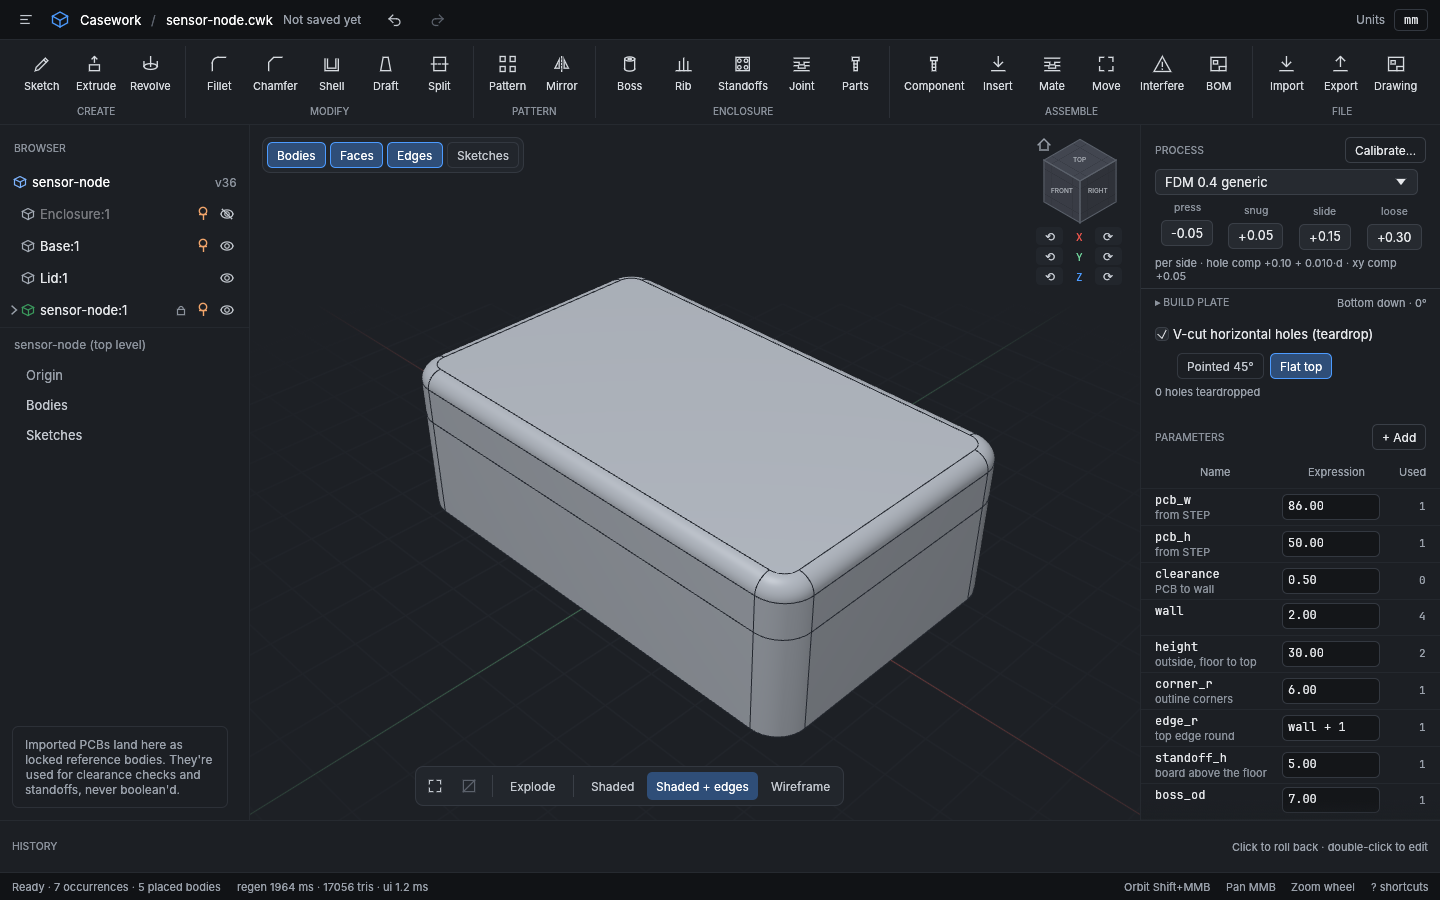 Casework / sensor-node.cwk Not saved yet
Units mm
Sketch Extrude Revolve
CREATE
Fillet Chamfer Shell Draft Split
MODIFY
Pattern Mirror
PATTERN
Boss Rib Standoffs Joint Parts
ENCLOSURE
Component Insert Mate Move Interfere BOM
ASSEMBLE
Import Export Drawing
FILE
BROWSER
sensor-node v36
Enclosure:1
Base:1
Lid:1
sensor-node:1
sensor-node (top level)
Origin
Bodies
Sketches
Imported PCBs land here as
locked reference bodies. They're
used for clearance checks and
standoffs, never boolean'd.
Bodies Faces Edges Sketches
TOP
FRONT RIGHT
X
Y
Z
Explode Shaded Shaded + edges Wireframe
PROCESS Calibrate...
FDM 0.4 generic
press snug slide loose
-0.05 +0.05 +0.15 +0.30
per side · hole comp +0.10 + 0.010·d · xy comp
+0.05
BUILD PLATE Bottom down · 0°
V-cut horizontal holes (teardrop)
Pointed 45° Flat top
0 holes teardropped
PARAMETERS + Add
Name Expression Used
pcb_w 86.00 1
from STEP
pcb_h 50.00 1
from STEP
clearance 0.50 0
PCB to wall
wall 2.00 4
height 30.00 2
outside, floor to top
corner_r 6.00 1
outline corners
edge_r wall + 1 1
top edge round
standoff_h 5.00 1
board above the floor
boss_od 7.00 1
HISTORY
Click to roll back · double-click to edit
Ready · 7 occurrences · 5 placed bodies regen 1964 ms · 17056 tris · ui 1.2 ms
Orbit Shift+MMB Pan MMB Zoom wheel ? shortcuts